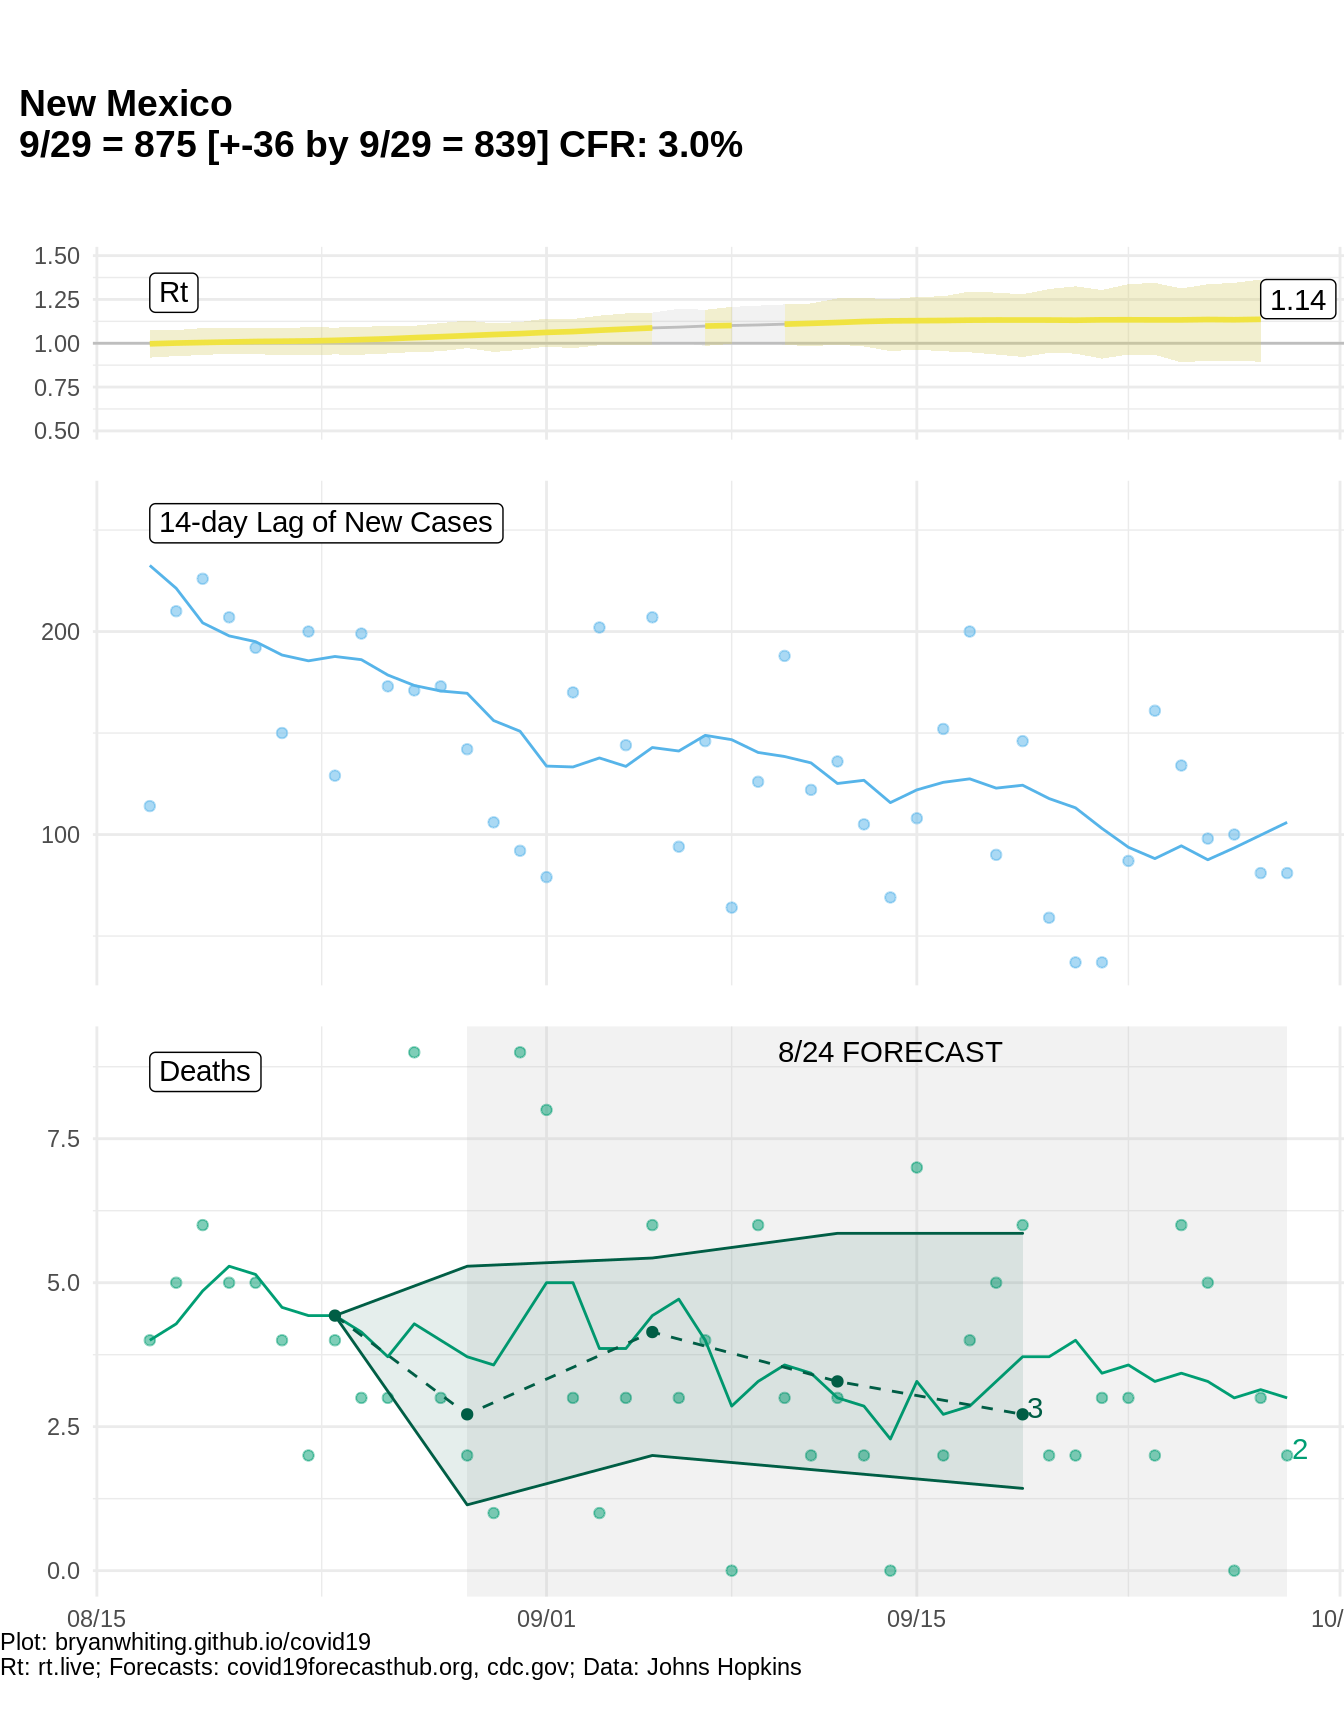 New Mexico
9/29 = 875 [+-36 by 9/29 = 839] CFR: 3.0%
1.50
1.25
1.00
0.75
0.50
Rt
1.14
14-day Lag of New Cases
200
100
Deaths
8/24 FORECAST
7.5
5.0
2.5
0.0
3
2
08/15
09/01
09/15
10/
Plot: bryanwhiting.github.io/covid19
Rt: rt.live; Forecasts: covid19forecasthub.org, cdc.gov; Data: Johns Hopkins